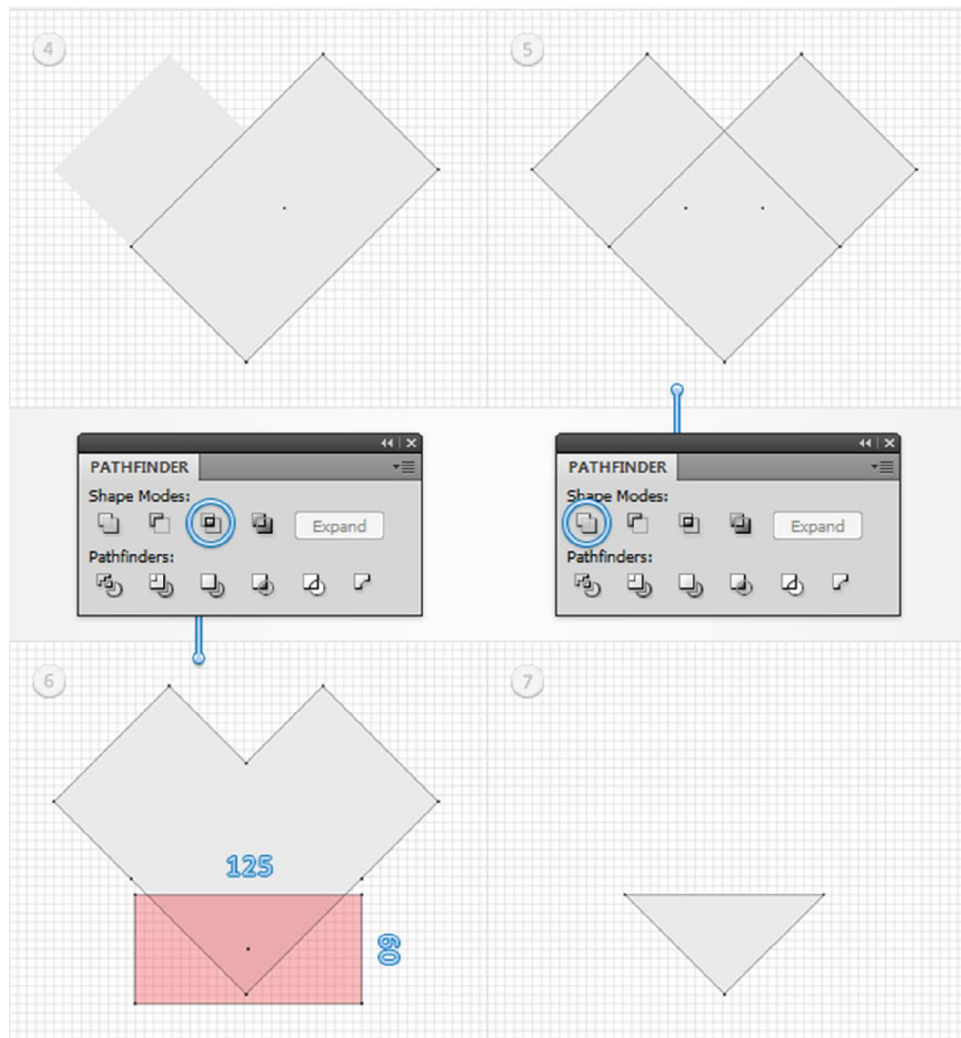 4
5
PATHFINDER
Shape Modes:
Expand
Pathfinders:
PATHFINDER
Shape Modes:
Expand
Pathfinders:
6
7
125
60